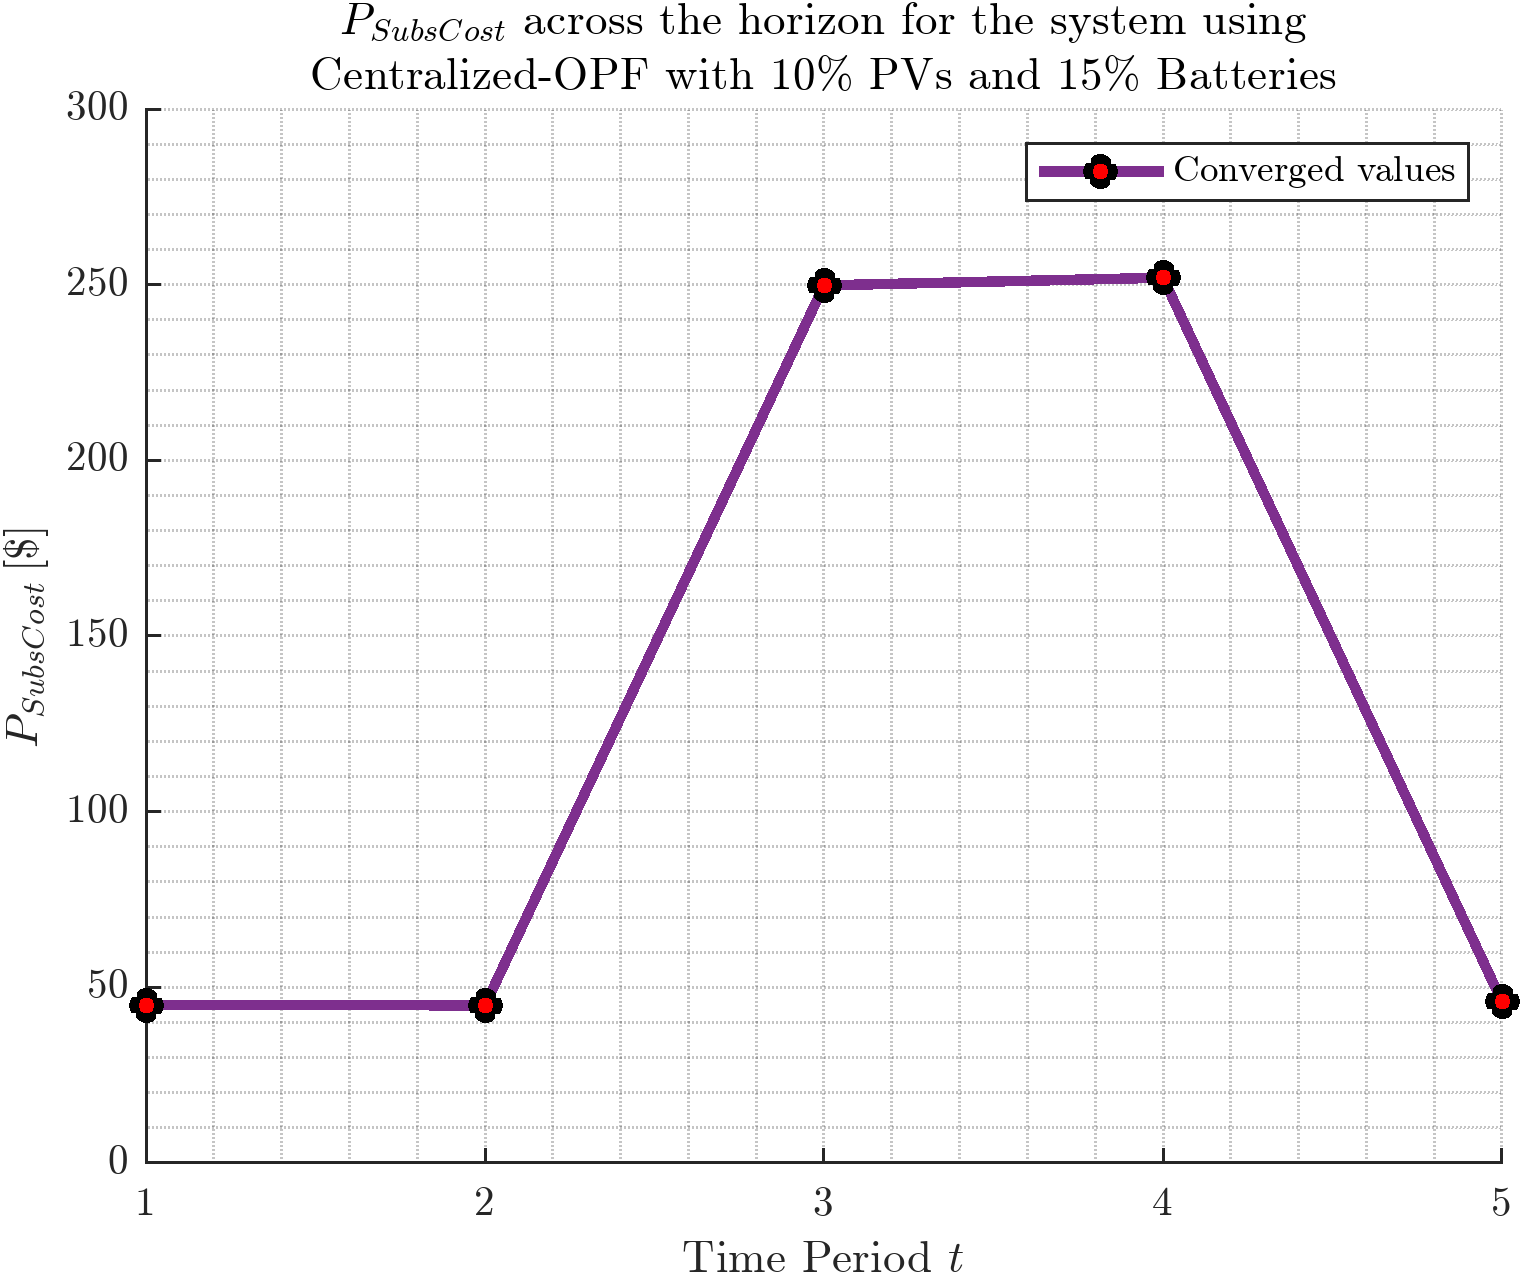 P_SubsCost across the horizon for the system using
Centralized-OPF with 10% PVs and 15% Batteries
Converged values
P_SubsCost [$]
300
250
200
150
100
50
0
1 2 3 4 5
Time Period t